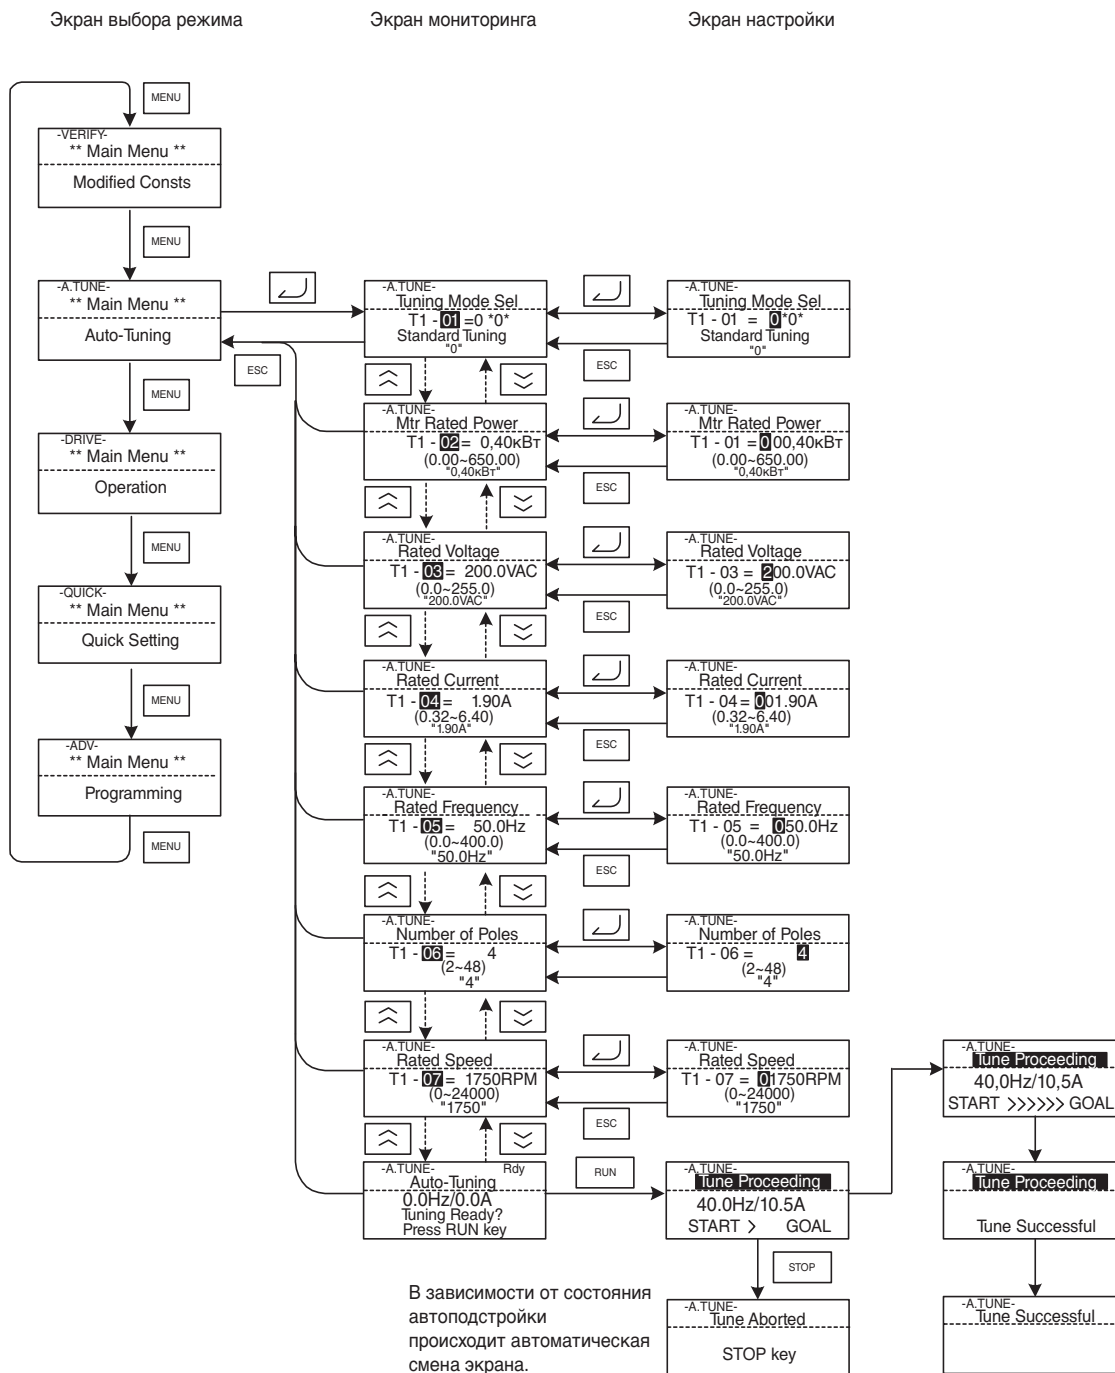 Экран выбора режима
Экран мониторинга
Экран настройки
MENU
-VERIFY-
** Main Menu **
Modified Consts
MENU
-A.TUNE-
** Main Menu **
Auto-Tuning
ESC
MENU
-DRIVE-
** Main Menu **
Operation
MENU
-QUICK-
** Main Menu **
Quick Setting
MENU
-ADV-
** Main Menu **
Programming
MENU
-A.TUNE-
Tuning Mode Sel
T1 - 01 =0 *0*
Standard Tuning
"0"
ESC
-A.TUNE-
Tuning Mode Sel
T1 - 01 = 0*0*
Standard Tuning
"0"
-A.TUNE-
Mtr Rated Power
T1 - 02 = 0,40кВт
(0.00~650.00)
"0,40кВт"
ESC
-A.TUNE-
Mtr Rated Power
T1 - 01 = 000,40кВт
(0.00~650.00)
"0,40кВт"
-A.TUNE-
Rated Voltage
T1 - 03 = 200.0VAC
(0.0~255.0)
"200.0VAC"
ESC
-A.TUNE-
Rated Voltage
T1 - 03 = 200.0VAC
(0.0~255.0)
"200.0VAC"
-A.TUNE-
Rated Current
T1 - 04 = 1.90A
(0.32~6.40)
"1.90A"
ESC
-A.TUNE-
Rated Current
T1 - 04 = 001.90A
(0.32~6.40)
"1.90A"
-A.TUNE-
Rated Frequency
T1 - 05 = 50.0Hz
(0.0~400.0)
"50.0Hz"
ESC
-A.TUNE-
Rated Frequency
T1 - 05 = 050.0Hz
(0.0~400.0)
"50.0Hz"
-A.TUNE-
Number of Poles
T1 - 06 = 4
(2~48)
"4"
-A.TUNE-
Number of Poles
T1 - 06 = 4
(2~48)
"4"
-A.TUNE-
Rated Speed
T1 - 07 = 1750RPM
(0~24000)
"1750"
ESC
-A.TUNE-
Rated Speed
T1 - 07 = 01750RPM
(0~24000)
"1750"
-A.TUNE- Rdy
Auto-Tuning
0.0Hz/0.0A
Tuning Ready?
Press RUN key
RUN
-A.TUNE-
Tune Proceeding
40.0Hz/10.5A
START > GOAL
STOP
-A.TUNE-
Tune Aborted
STOP key
-A.TUNE-
Tune Proceeding
40,0Hz/10,5A
START >>>>>> GOAL
-A.TUNE-
Tune Proceeding
Tune Successful
-A.TUNE-
Tune Successful
В зависимости от состояния
автоподстройки
происходит автоматическая
смена экрана.